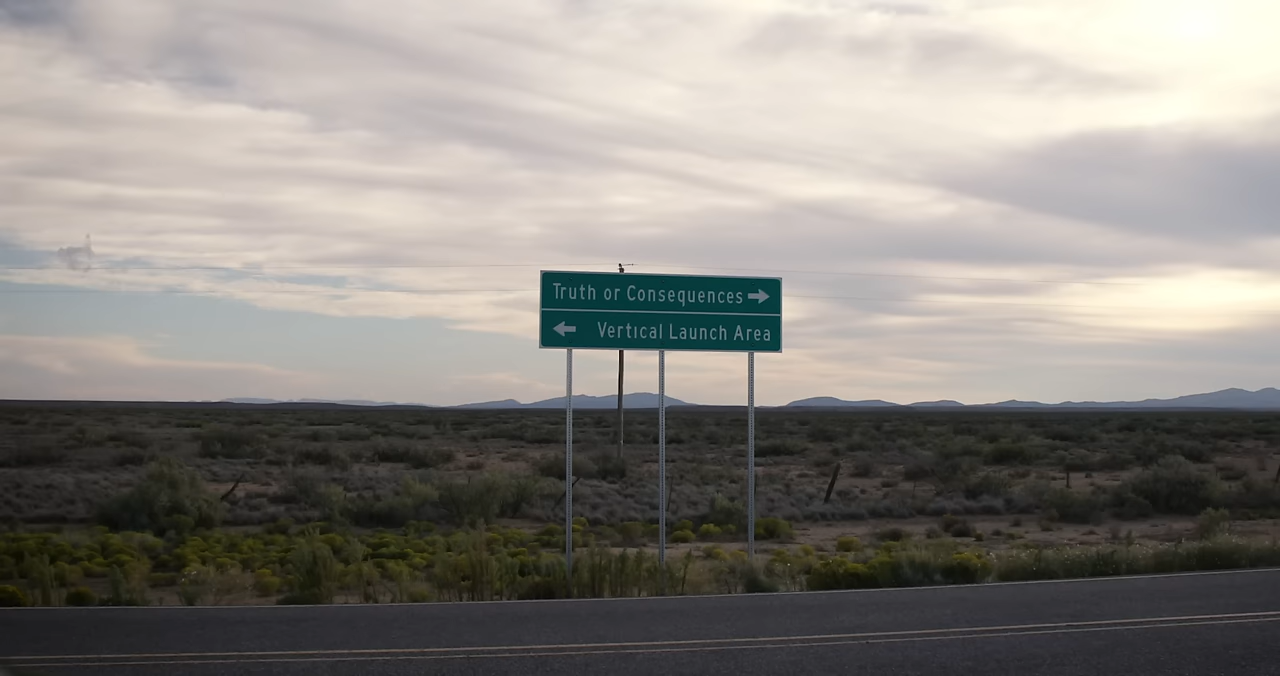 Truth or Consequences →
← Vertical Launch Area